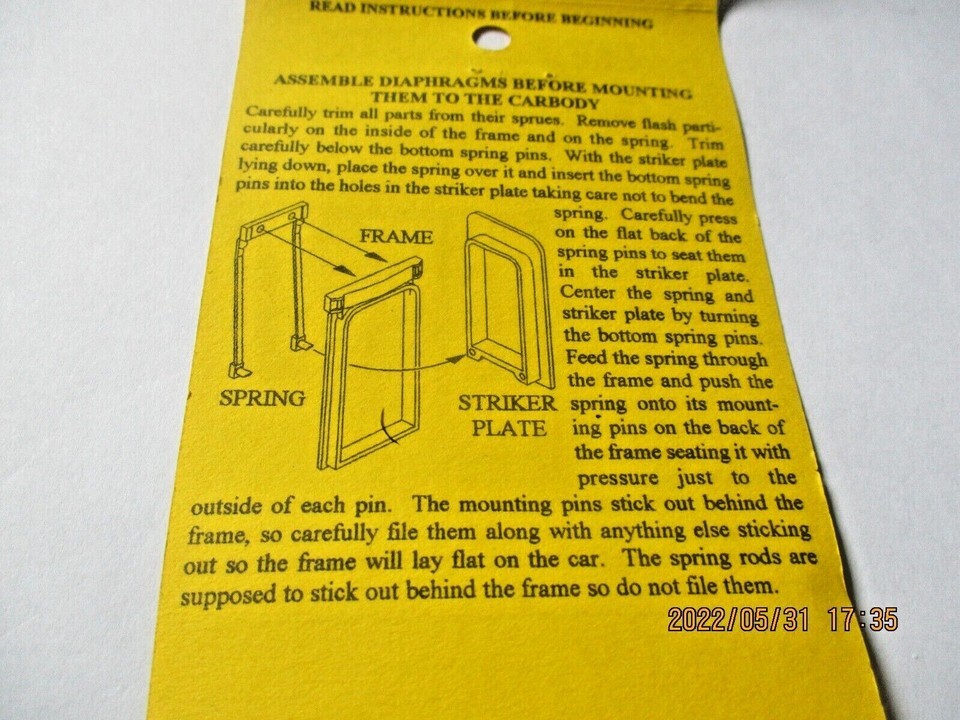 READ INSTRUCTIONS BEFORE BEGINNING
ASSEMBLE DIAPHRAGMS BEFORE MOUNTING
THEM TO THE CARBODY
Carefully trim all parts from their sprues. Remove flash parti-
cularly on the inside of the frame and on the spring. Trim
carefully below the bottom spring pins. With the striker plate
lying down, place the spring over it and insert the bottom spring
pins into the holes in the striker plate taking care not to bend the
spring. Carefully press
on the flat back of the
spring pins to seat them
in the striker plate.
Center the spring and
striker plate by turning
the bottom spring pins.
Feed the spring through
the frame and push the
spring onto its mount-
ing pins on the back of
the frame seating it with
pressure just to the
outside of each pin. The mounting pins stick out behind the
frame, so carefully file them along with anything else sticking
out so the frame will lay flat on the car. The spring rods are
supposed to stick out behind the frame so do not file them.
FRAME
SPRING
STRIKER
PLATE
2022/05/31 17:35